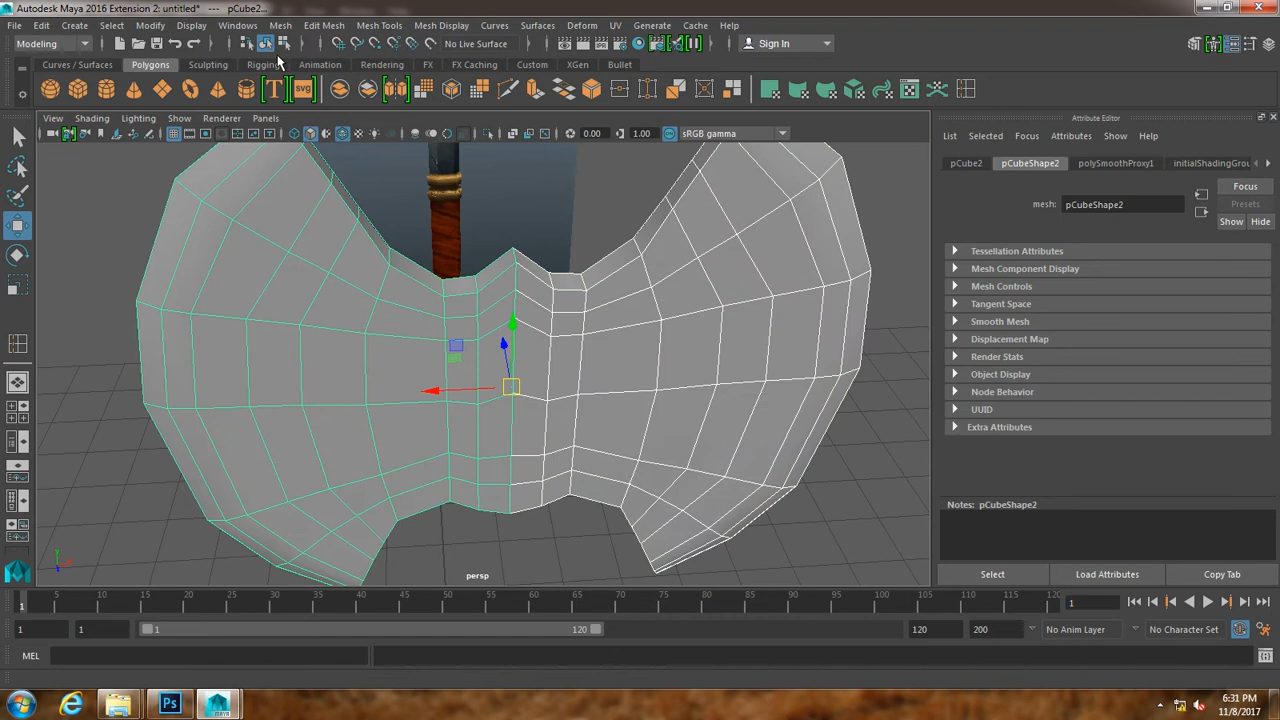 Autodesk Maya 2016 Extension 2: untitled* --- pCube2...
File Edit Create Select Modify Display Windows Mesh Edit Mesh Mesh Tools Mesh Display Curves Surfaces Deform UV Generate Cache Help
Modeling No Live Surface Sign In
Curves / Surfaces Polygons Sculpting Rigging Animation Rendering FX FX Caching Custom XGen Bullet
T svg
View Shading Lighting Show Renderer Panels
0.00 1.00 sRGB gamma
Attribute Editor
List Selected Focus Attributes Show Help
pCube2 pCubeShape2 polySmoothProxy1 initialShadingGrou
Focus
mesh: pCubeShape2 Presets
Show Hide
Tessellation Attributes
Mesh Component Display
Mesh Controls
Tangent Space
Smooth Mesh
Displacement Map
Render Stats
Object Display
Node Behavior
UUID
Extra Attributes
Notes: pCubeShape2
persp
Select Load Attributes Copy Tab
1 5 10 15 20 25 30 35 40 45 50 55 60 65 70 75 80 85 90 95 100 105 110 115 120 1
1 1 1 120 120 200 No Anim Layer No Character Set
MEL
Ps
6:31 PM
11/8/2017